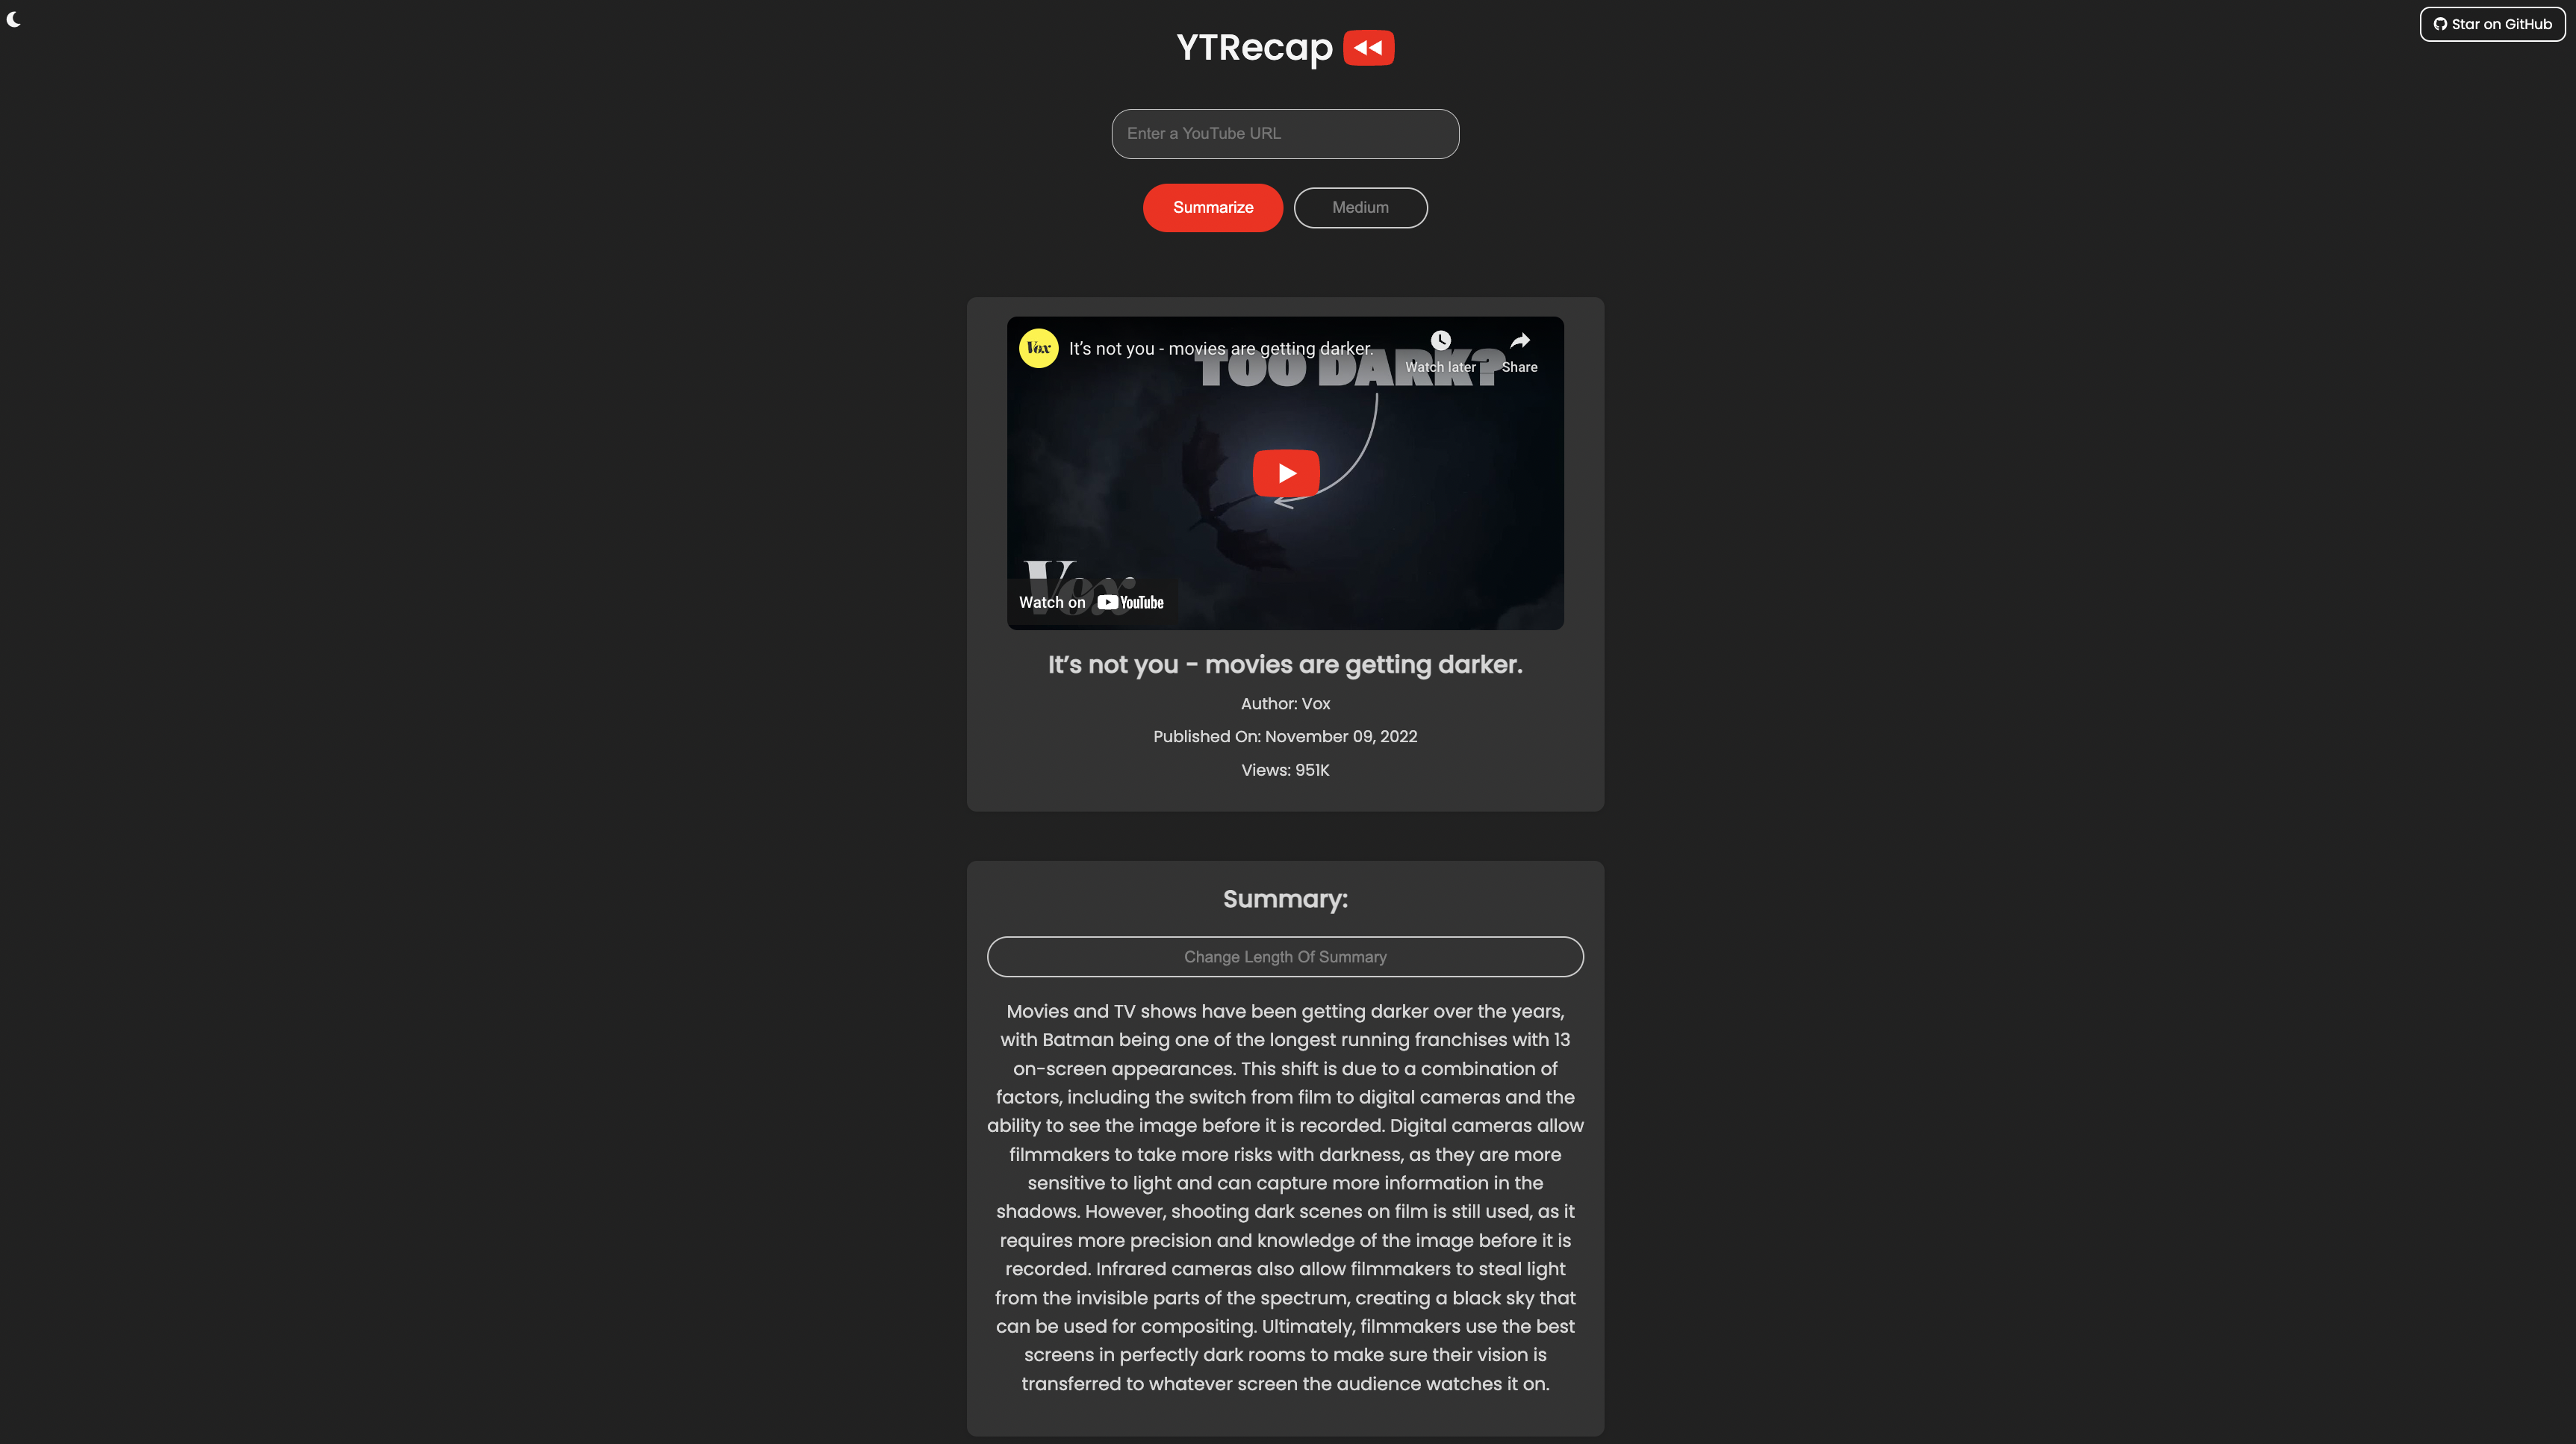 YTRecap
Star on GitHub
Enter a YouTube URL
Summarize
Medium
Vox
It’s not you - movies are getting darker.
TOO DARK?
Watch later
Share
Vox
Watch on YouTube
It’s not you - movies are getting darker.
Author: Vox
Published On: November 09, 2022
Views: 951K
Summary:
Change Length Of Summary
Movies and TV shows have been getting darker over the years,
with Batman being one of the longest running franchises with 13
on-screen appearances. This shift is due to a combination of
factors, including the switch from film to digital cameras and the
ability to see the image before it is recorded. Digital cameras allow
filmmakers to take more risks with darkness, as they are more
sensitive to light and can capture more information in the
shadows. However, shooting dark scenes on film is still used, as it
requires more precision and knowledge of the image before it is
recorded. Infrared cameras also allow filmmakers to steal light
from the invisible parts of the spectrum, creating a black sky that
can be used for compositing. Ultimately, filmmakers use the best
screens in perfectly dark rooms to make sure their vision is
transferred to whatever screen the audience watches it on.